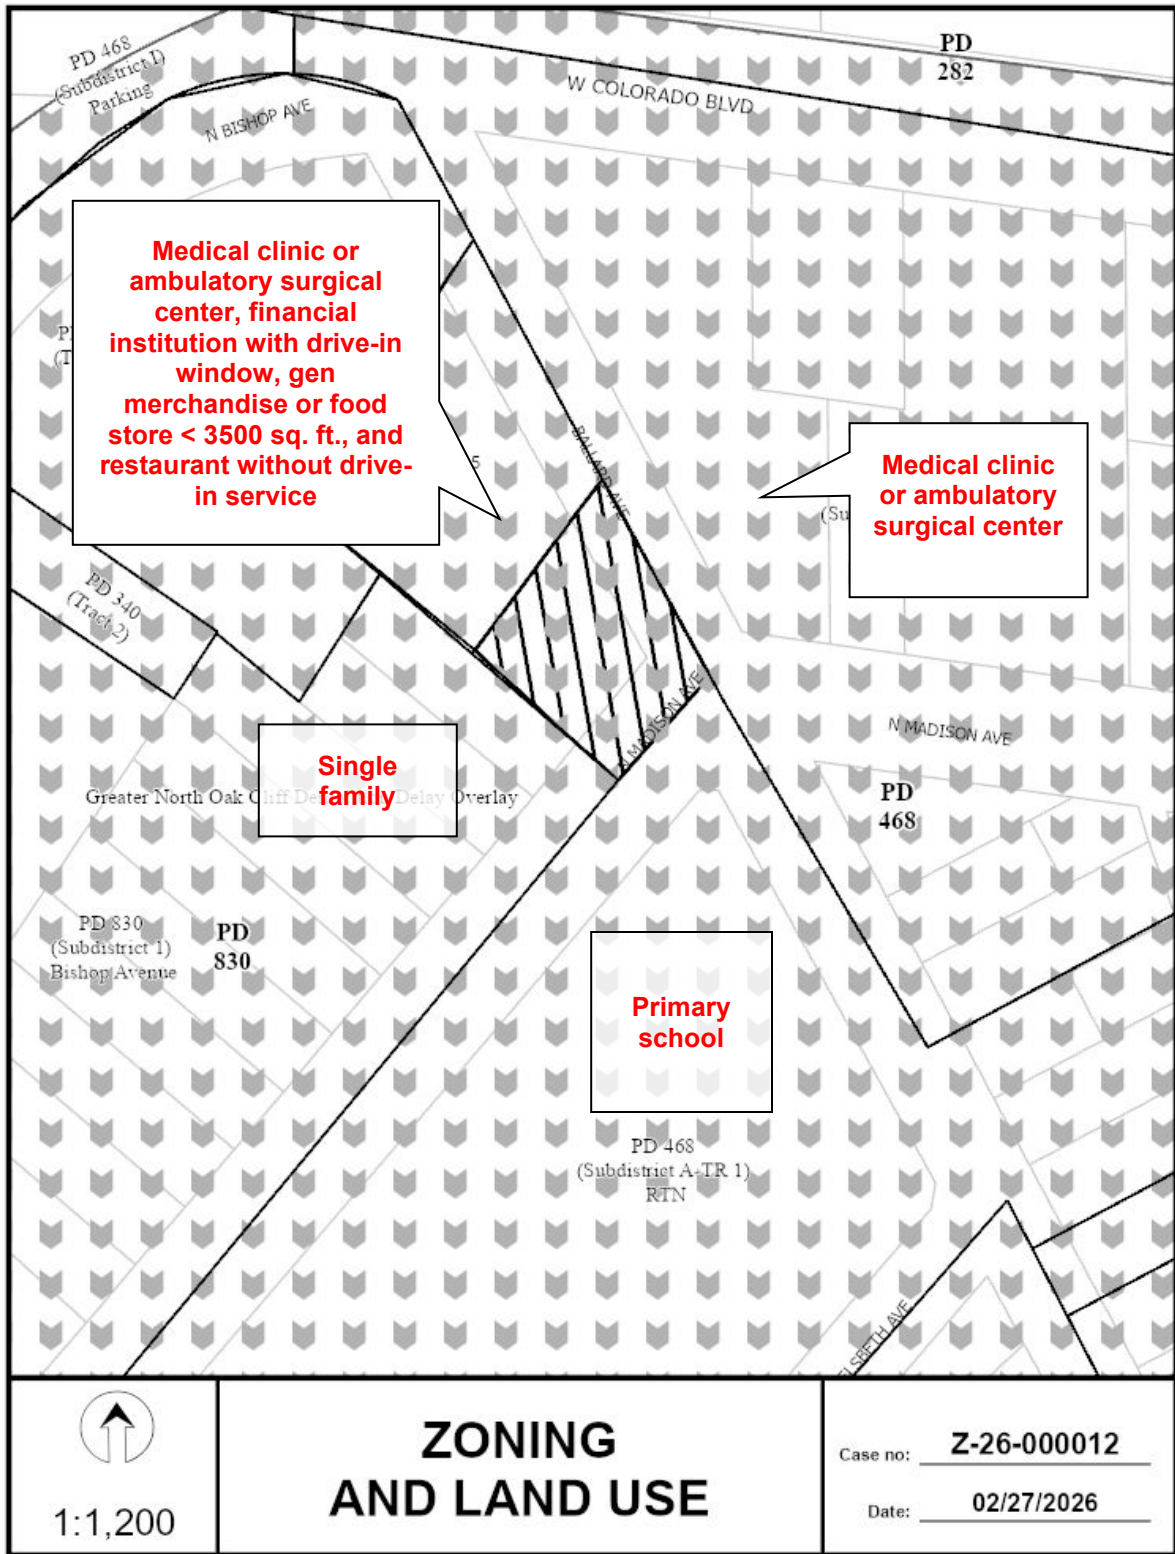 PD 468
(Subdistrict I)
Parking
N BISHOP AVE
W COLORADO BLVD
PD
282
Medical clinic or
ambulatory surgical
center, financial
institution with drive-in
window, gen
merchandise or food
store < 3500 sq. ft., and
restaurant without drive-
in service
5
BALLARD AVE
Medical clinic
or ambulatory
surgical center
(Su
PD 340
(Tract 2)
N MADISON AVE
N MADISON AVE
Single
family
Greater North Oak Cliff De Delay Overlay
PD
468
PD 830
(Subdistrict 1)
Bishop Avenue
PD
830
Primary
school
PD 468
(Subdistrict A-TR 1)
RTN
ELSBETH AVE
1:1,200
ZONING
AND LAND USE
Case no: Z-26-000012
Date: 02/27/2026